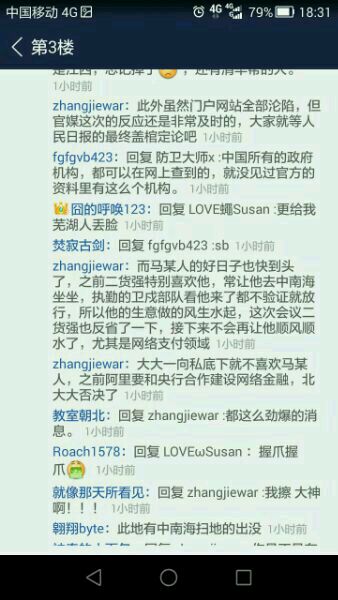 中国移动 4G 4G 79% 18:31
第3楼
1小时前
zhangjiewar：此外虽然门户网站全部沦陷，但
官媒这次的反应还是非常及时的，大家就等人
民日报的最终盖棺定论吧 1小时前
fgfgvb423：回复 防卫大师x :中国所有的政府
机构，都可以在网上查到的，就没见过官方的
资料里有这么个机构。 1小时前
囧的呼唤123：回复 LOVE蠅Susan :更给我
芜湖人丢脸 1小时前
焚寂古剑：回复 fgfgvb423 :sb 1小时前
zhangjiewar：而马某人的好日子也快到头
了，之前二货强特别喜欢他，常让他去中南海
坐坐，执勤的卫戍部队看他来了都不验证就放
行，所以他的生意做的风生水起，这次会议二
货强也反省了一下，接下来不会再让他顺风顺
水了，尤其是网络支付领域 1小时前
zhangjiewar：大大一向私底下就不喜欢马某
人，之前阿里要和央行合作建设网络金融，北
大大否决了 1小时前
教室朝北：回复 zhangjiewar :都这么劲爆的消
息。 1小时前
Roach1578：回复 LOVEωSusan ：握爪握
爪 1小时前
就像那天所看见：回复 zhangjiewar :我擦 大神
啊！！！ 1小时前
翱翔byte：此地有中南海扫地的出没 1小时前